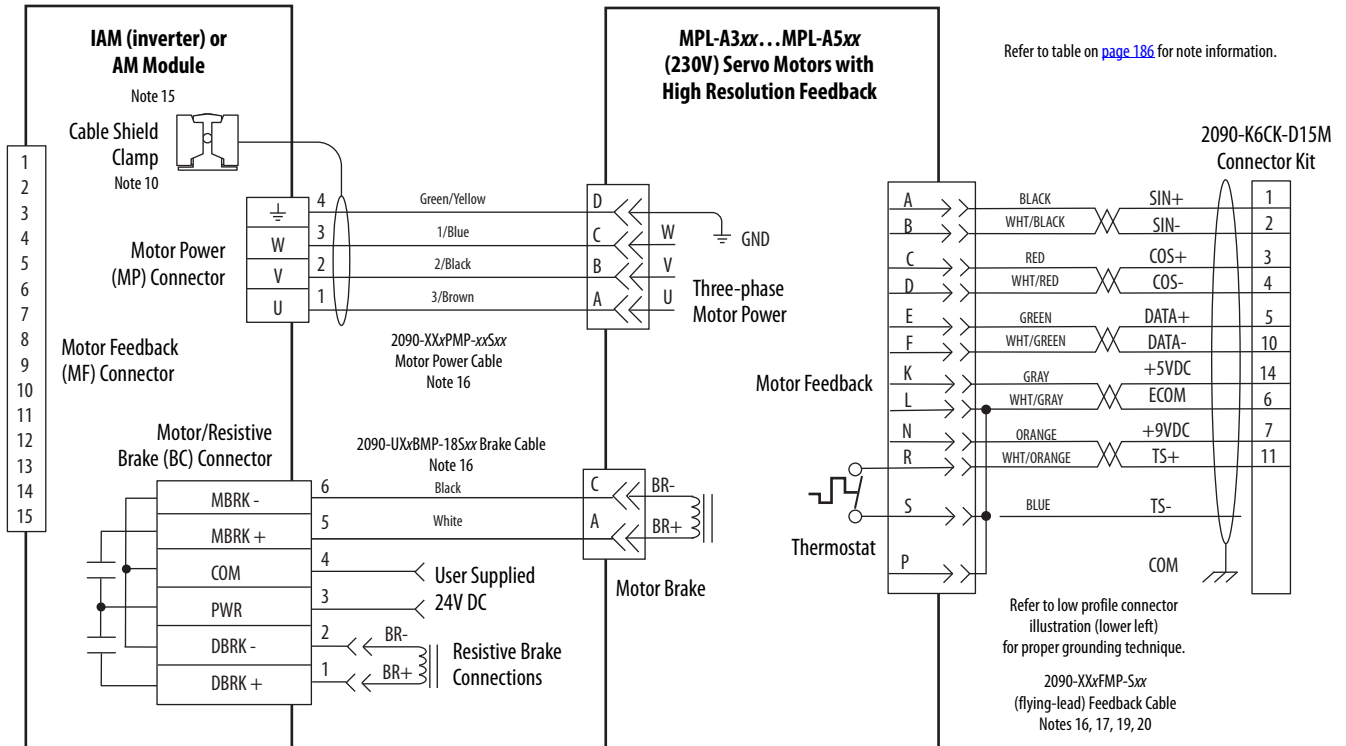 IAM (inverter) or
AM Module
Note 15
Cable Shield
Clamp
Note 10
1
2
3
4
5
6
7
8
9
10
11
12
13
14
15
Motor Feedback
(MF) Connector
Motor Power
(MP) Connector
W
V
U
4
3
2
1
Green/Yellow
1/Blue
2/Black
3/Brown
2090-XXxPMP-xxSxx
Motor Power Cable
Note 16
Motor/Resistive
Brake (BC) Connector
MBRK -
MBRK +
COM
PWR
DBRK -
DBRK +
6
5
4
3
2
1
2090-UXxBMP-18Sxx Brake Cable
Note 16
Black
White
User Supplied
24V DC
BR-
BR+
Resistive Brake
Connections
MPL-A3xx…MPL-A5xx
(230V) Servo Motors with
High Resolution Feedback
D
C
B
A
W
V
U
GND
Three-phase
Motor Power
C
A
BR-
BR+
Motor Brake
Motor Feedback
Thermostat
A
B
C
D
E
F
K
L
N
R
S
P
Refer to table on page 186 for note information.
2090-K6CK-D15M
Connector Kit
BLACK SIN+ 1
WHT/BLACK SIN- 2
RED COS+ 3
WHT/RED COS- 4
GREEN DATA+ 5
WHT/GREEN DATA- 10
GRAY +5VDC 14
WHT/GRAY ECOM 6
ORANGE +9VDC 7
WHT/ORANGE TS+ 11
BLUE TS-
COM
Refer to low profile connector
illustration (lower left)
for proper grounding technique.
2090-XXxFMP-Sxx
(flying-lead) Feedback Cable
Notes 16, 17, 19, 20